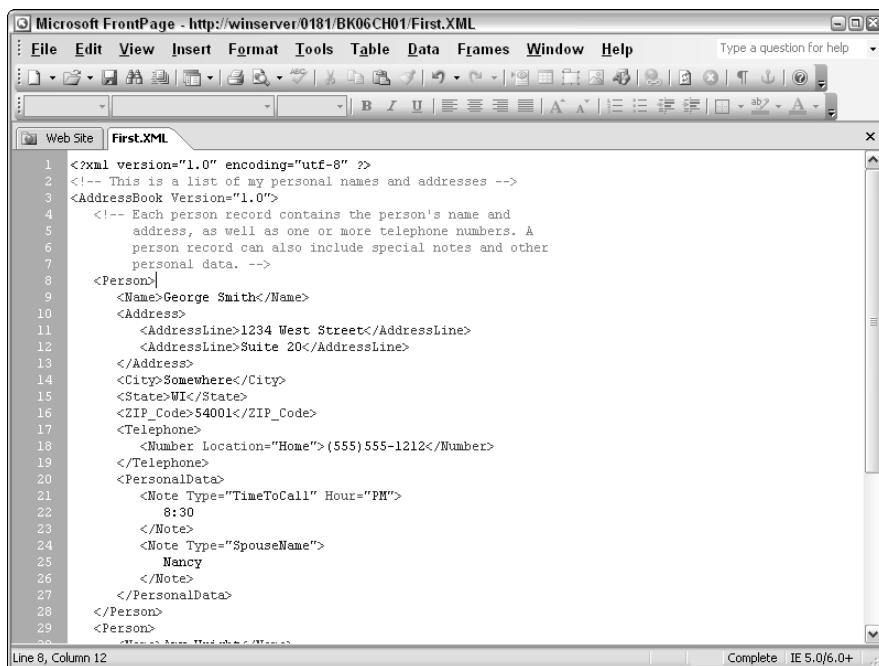 Microsoft FrontPage - http://winserver/0181/BK06CH01/First.XML
File Edit View Insert Format Tools Table Data Frames Window Help Type a question for help
B I U
Web Site First.XML
1 <?xml version="1.0" encoding="utf-8" ?>
2 <!-- This is a list of my personal names and addresses -->
3 <AddressBook Version="1.0">
4 <!-- Each person record contains the person's name and
5 address, as well as one or more telephone numbers. A
6 person record can also include special notes and other
7 personal data. -->
8 <Person>
9 <Name>George Smith</Name>
10 <Address>
11 <AddressLine>1234 West Street</AddressLine>
12 <AddressLine>Suite 20</AddressLine>
13 </Address>
14 <City>Somewhere</City>
15 <State>WI</State>
16 <ZIP_Code>54001</ZIP_Code>
17 <Telephone>
18 <Number Location="Home">(555)555-1212</Number>
19 </Telephone>
20 <PersonalData>
21 <Note Type="TimeToCall" Hour="PM">
22 8:30
23 </Note>
24 <Note Type="SpouseName">
25 Nancy
26 </Note>
27 </PersonalData>
28 </Person>
29 <Person>
Line 8, Column 12 Complete IE 5.0/6.0+